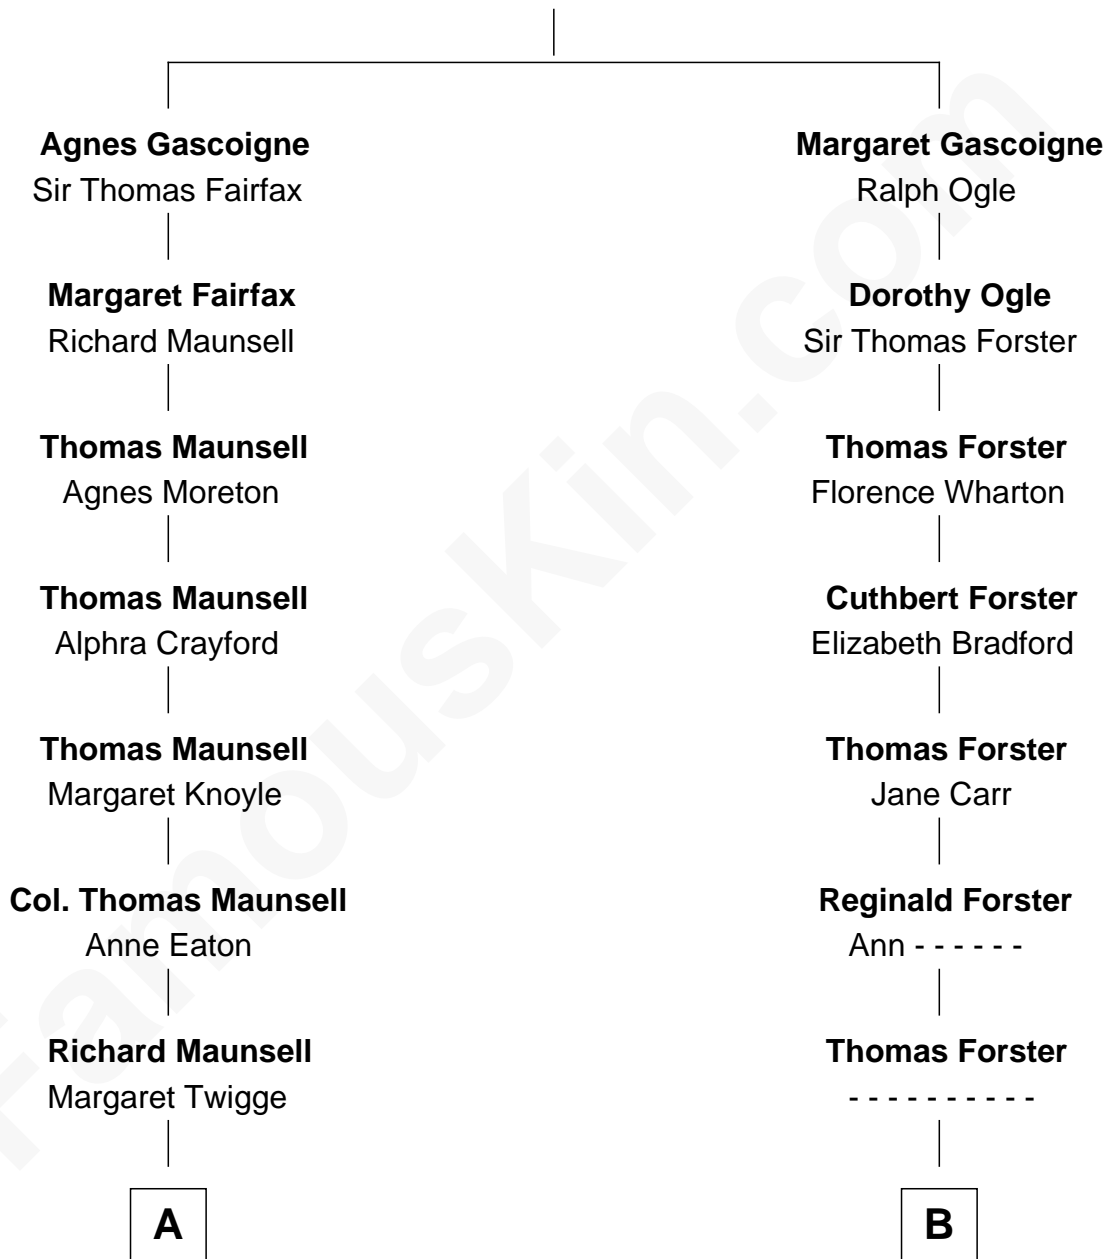 Agnes Gascoigne
Sir Thomas Fairfax
Margaret Fairfax
Richard Maunsell
Thomas Maunsell
Agnes Moreton
Thomas Maunsell
Alphra Crayford
Thomas Maunsell
Margaret Knoyle
Col. Thomas Maunsell
Anne Eaton
Richard Maunsell
Margaret Twigge
A
Margaret Gascoigne
Ralph Ogle
Dorothy Ogle
Sir Thomas Forster
Thomas Forster
Florence Wharton
Cuthbert Forster
Elizabeth Bradford
Thomas Forster
Jane Carr
Reginald Forster
Ann - - - - - -
Thomas Forster
- - - - - - - - - -
B
FamousKin.com